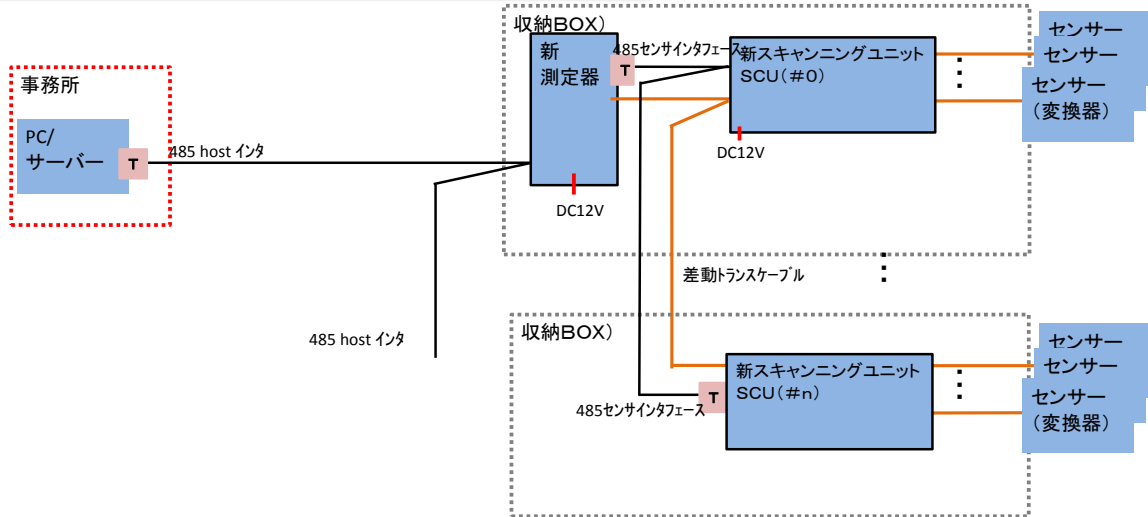 事務所
PC/
サーバー
T
485 host インタ
収納BOX)
新
測定器
DC12V
T
485センサインタフェース
新スキャンニングユニット
SCU(#0)
DC12V
センサー
センサー
センサー
(変換器)
485 host インタ
差動トランスケーブル
収納BOX)
T
485センサインタフェース
新スキャンニングユニット
SCU(#n)
センサー
センサー
センサー
(変換器)